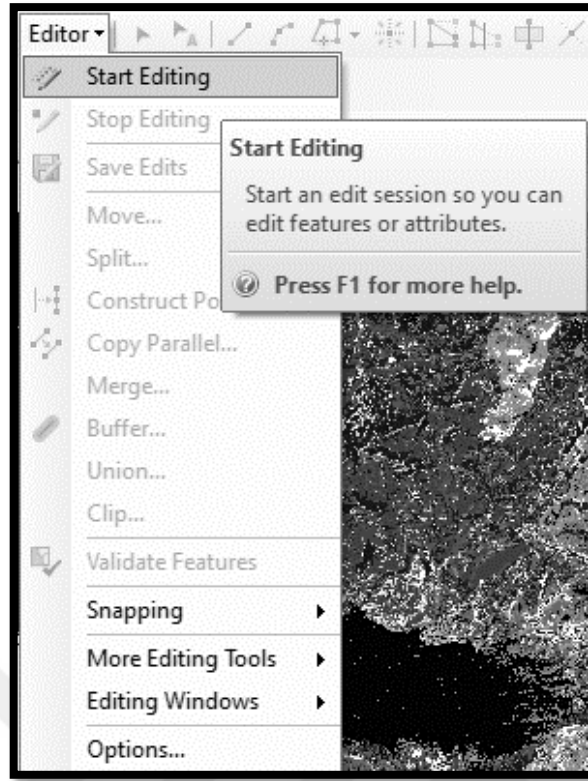 Editor
Start Editing
Stop Editing
Save Edits
Move...
Split...
Construct Po
Copy Parallel...
Merge...
Buffer...
Union...
Clip...
Validate Features
Snapping
More Editing Tools
Editing Windows
Options...
Start Editing
Start an edit session so you can
edit features or attributes.
Press F1 for more help.